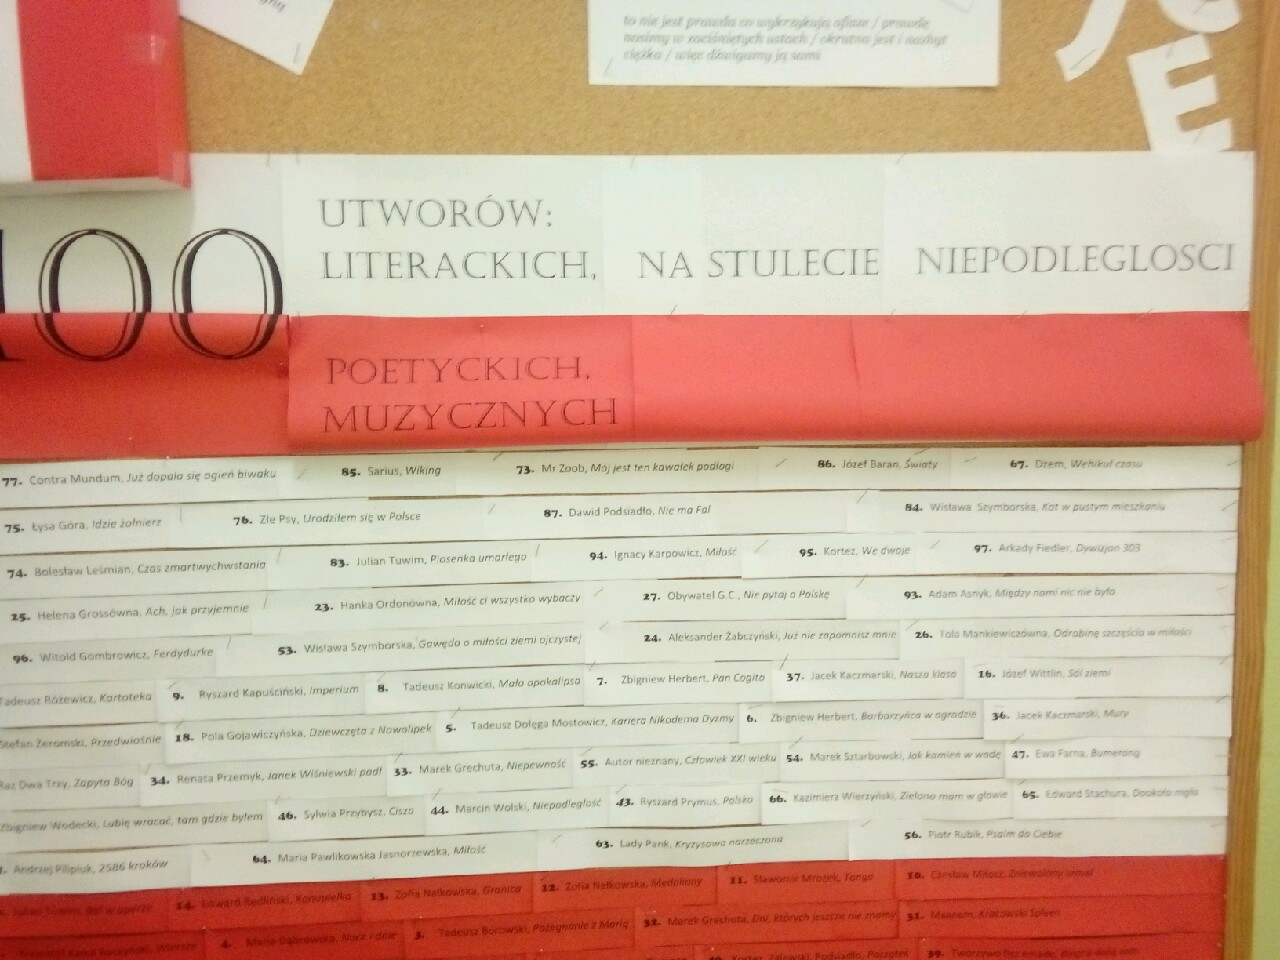 to nie jest prawda co wykrzykują afisze / prawdę
nosimy w zaciśniętych ustach / okrutna jest i nazbyt
ciężka / więc dźwigamy ją sami
E
100
UTWORÓW:
LITERACKICH, NA STULECIE NIEPODLEGLOSCI
POETYCKICH,
MUZYCZNYCH
77. Contra Mundum, Już dopala się ogień biwaku 85. Sarius, Wiking 73. Mr Zoob, Mój jest ten kawałek podłogi 86. Józef Baran, Światy 67. Dżem, Wehikuł czasu
75. Łysa Góra, Idzie żołnierz 76. Złe Psy, Urodziłem się w Polsce 87. Dawid Podsiadło, Nie ma Fal 84. Wisława Szymborska, Kot w pustym mieszkaniu
74. Bolesław Leśmian, Czas zmartwychwstania 83. Julian Tuwim, Piosenka umarłego 94. Ignacy Karpowicz, Miłość 95. Kortez, We dwoje 97. Arkady Fiedler, Dywizjon 303
25. Helena Grossówna, Ach, jak przyjemnie 23. Hanka Ordonówna, Miłość ci wszystko wybaczy 27. Obywatel G.C., Nie pytaj o Polskę 93. Adam Asnyk, Między nami nic nie było
96. Witold Gombrowicz, Ferdydurke 53. Wisława Szymborska, Gawęda o miłości ziemi ojczystej 24. Aleksander Żabczyński, Już nie zapomnisz mnie 26. Tola Mankiewiczówna, Odrobinę szczęścia w miłości
Tadeusz Różewicz, Kartoteka 9. Ryszard Kapuściński, Imperium 8. Tadeusz Konwicki, Mała apokalipsa 7. Zbigniew Herbert, Pan Cogito 37. Jacek Kaczmarski, Nasza klasa 16. Józef Wittlin, Sól ziemi
Stefan Żeromski, Przedwiośnie 18. Pola Gojawiczyńska, Dziewczęta z Nowolipek 5. Tadeusz Dołęga Mostowicz, Kariera Nikodema Dyzmy 6. Zbigniew Herbert, Barbarzyńca w ogrodzie 36. Jacek Kaczmarski, Mury
Raz Dwa Trzy, Zapyta Bóg 34. Renata Przemyk, Janek Wiśniewski padł 33. Marek Grechuta, Niepewność 55. Autor nieznany, Człowiek XXI wieku 54. Marek Sztarbowski, Jak kamień w wodę 47. Ewa Farna, Bumerang
Zbigniew Wodecki, Lubię wracać, tam gdzie byłem 46. Sylwia Przybysz, Cisza 44. Marcin Wolski, Niepodległość 43. Ryszard Prymus, Polsko 66. Kazimierz Wierzyński, Zielono mam w głowie 65. Edward Stachura, Dookoła mgła
Andrzej Pilipiuk, 2586 kroków 64. Maria Pawlikowska Jasnorzewska, Miłość 63. Lady Pank, Kryzysowa narzeczona 56. Piotr Rubik, Psalm do Ciebie
Julian Tuwim, Bal w operze 14. Edward Redliński, Konopielka 13. Zofia Nałkowska, Granica 12. Zofia Nałkowska, Medaliony 11. Sławomir Mrożek, Tango 10. Czesław Miłosz, Zniewolony umysł
4. Maria Dąbrowska, Noce i dnie 3. Tadeusz Borowski, Pożegnanie z Marią 32. Marek Grechuta, Dni, których jeszcze nie znamy 31. Maanam, Krakowski Spleen
Kortez, Zalewski, Podsiadło, Początek 39.